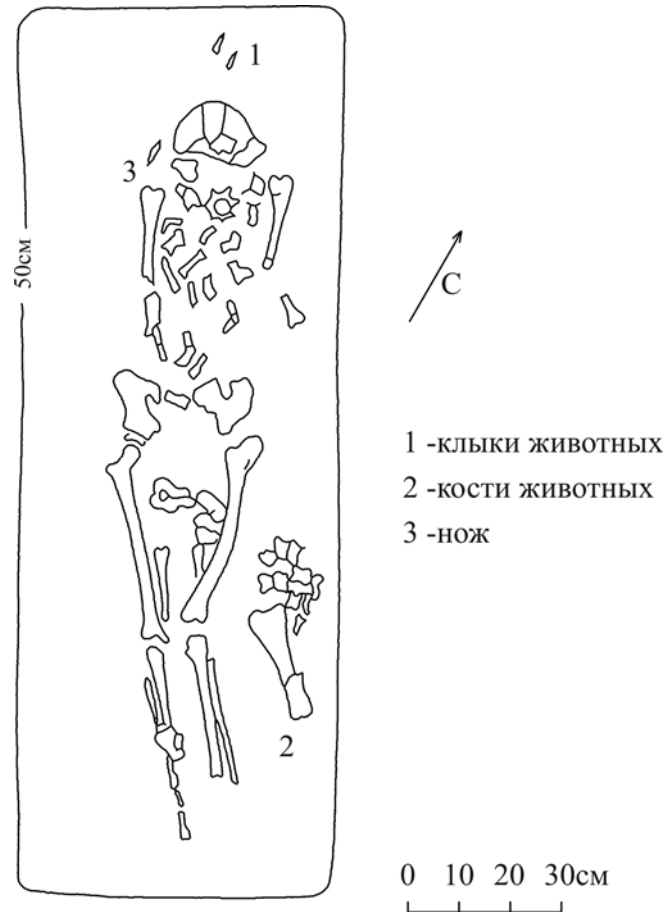 1
3
50см
С
1 -клыки животных
2 -кости животных
3 -нож
2
0 10 20 30см